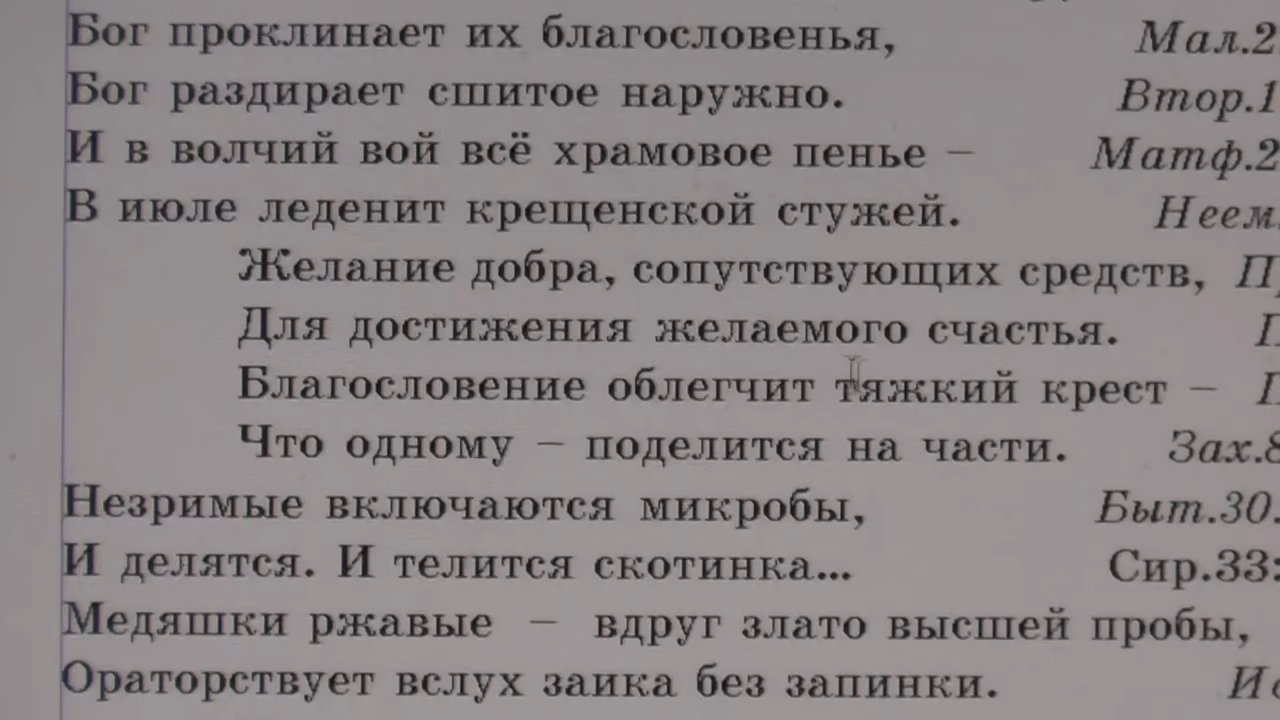 Бог проклинает их благословенья, Мал.2
Бог раздирает сшитое наружно. Втор.1
И в волчий вой всё храмовое пенье – Матф.2
В июле леденит крещенской стужей. Неем.
Желание добра, сопутствующих средств,
Для достижения желаемого счастья.
Благословение облегчит тяжкий крест –
Что одному – поделится на части. Зах.8
Незримые включаются микробы, Быт.30.
И делятся. И телится скотинка... Сир.33:
Медяшки ржавые – вдруг злато высшей пробы,
Ораторствует вслух заика без запинки.